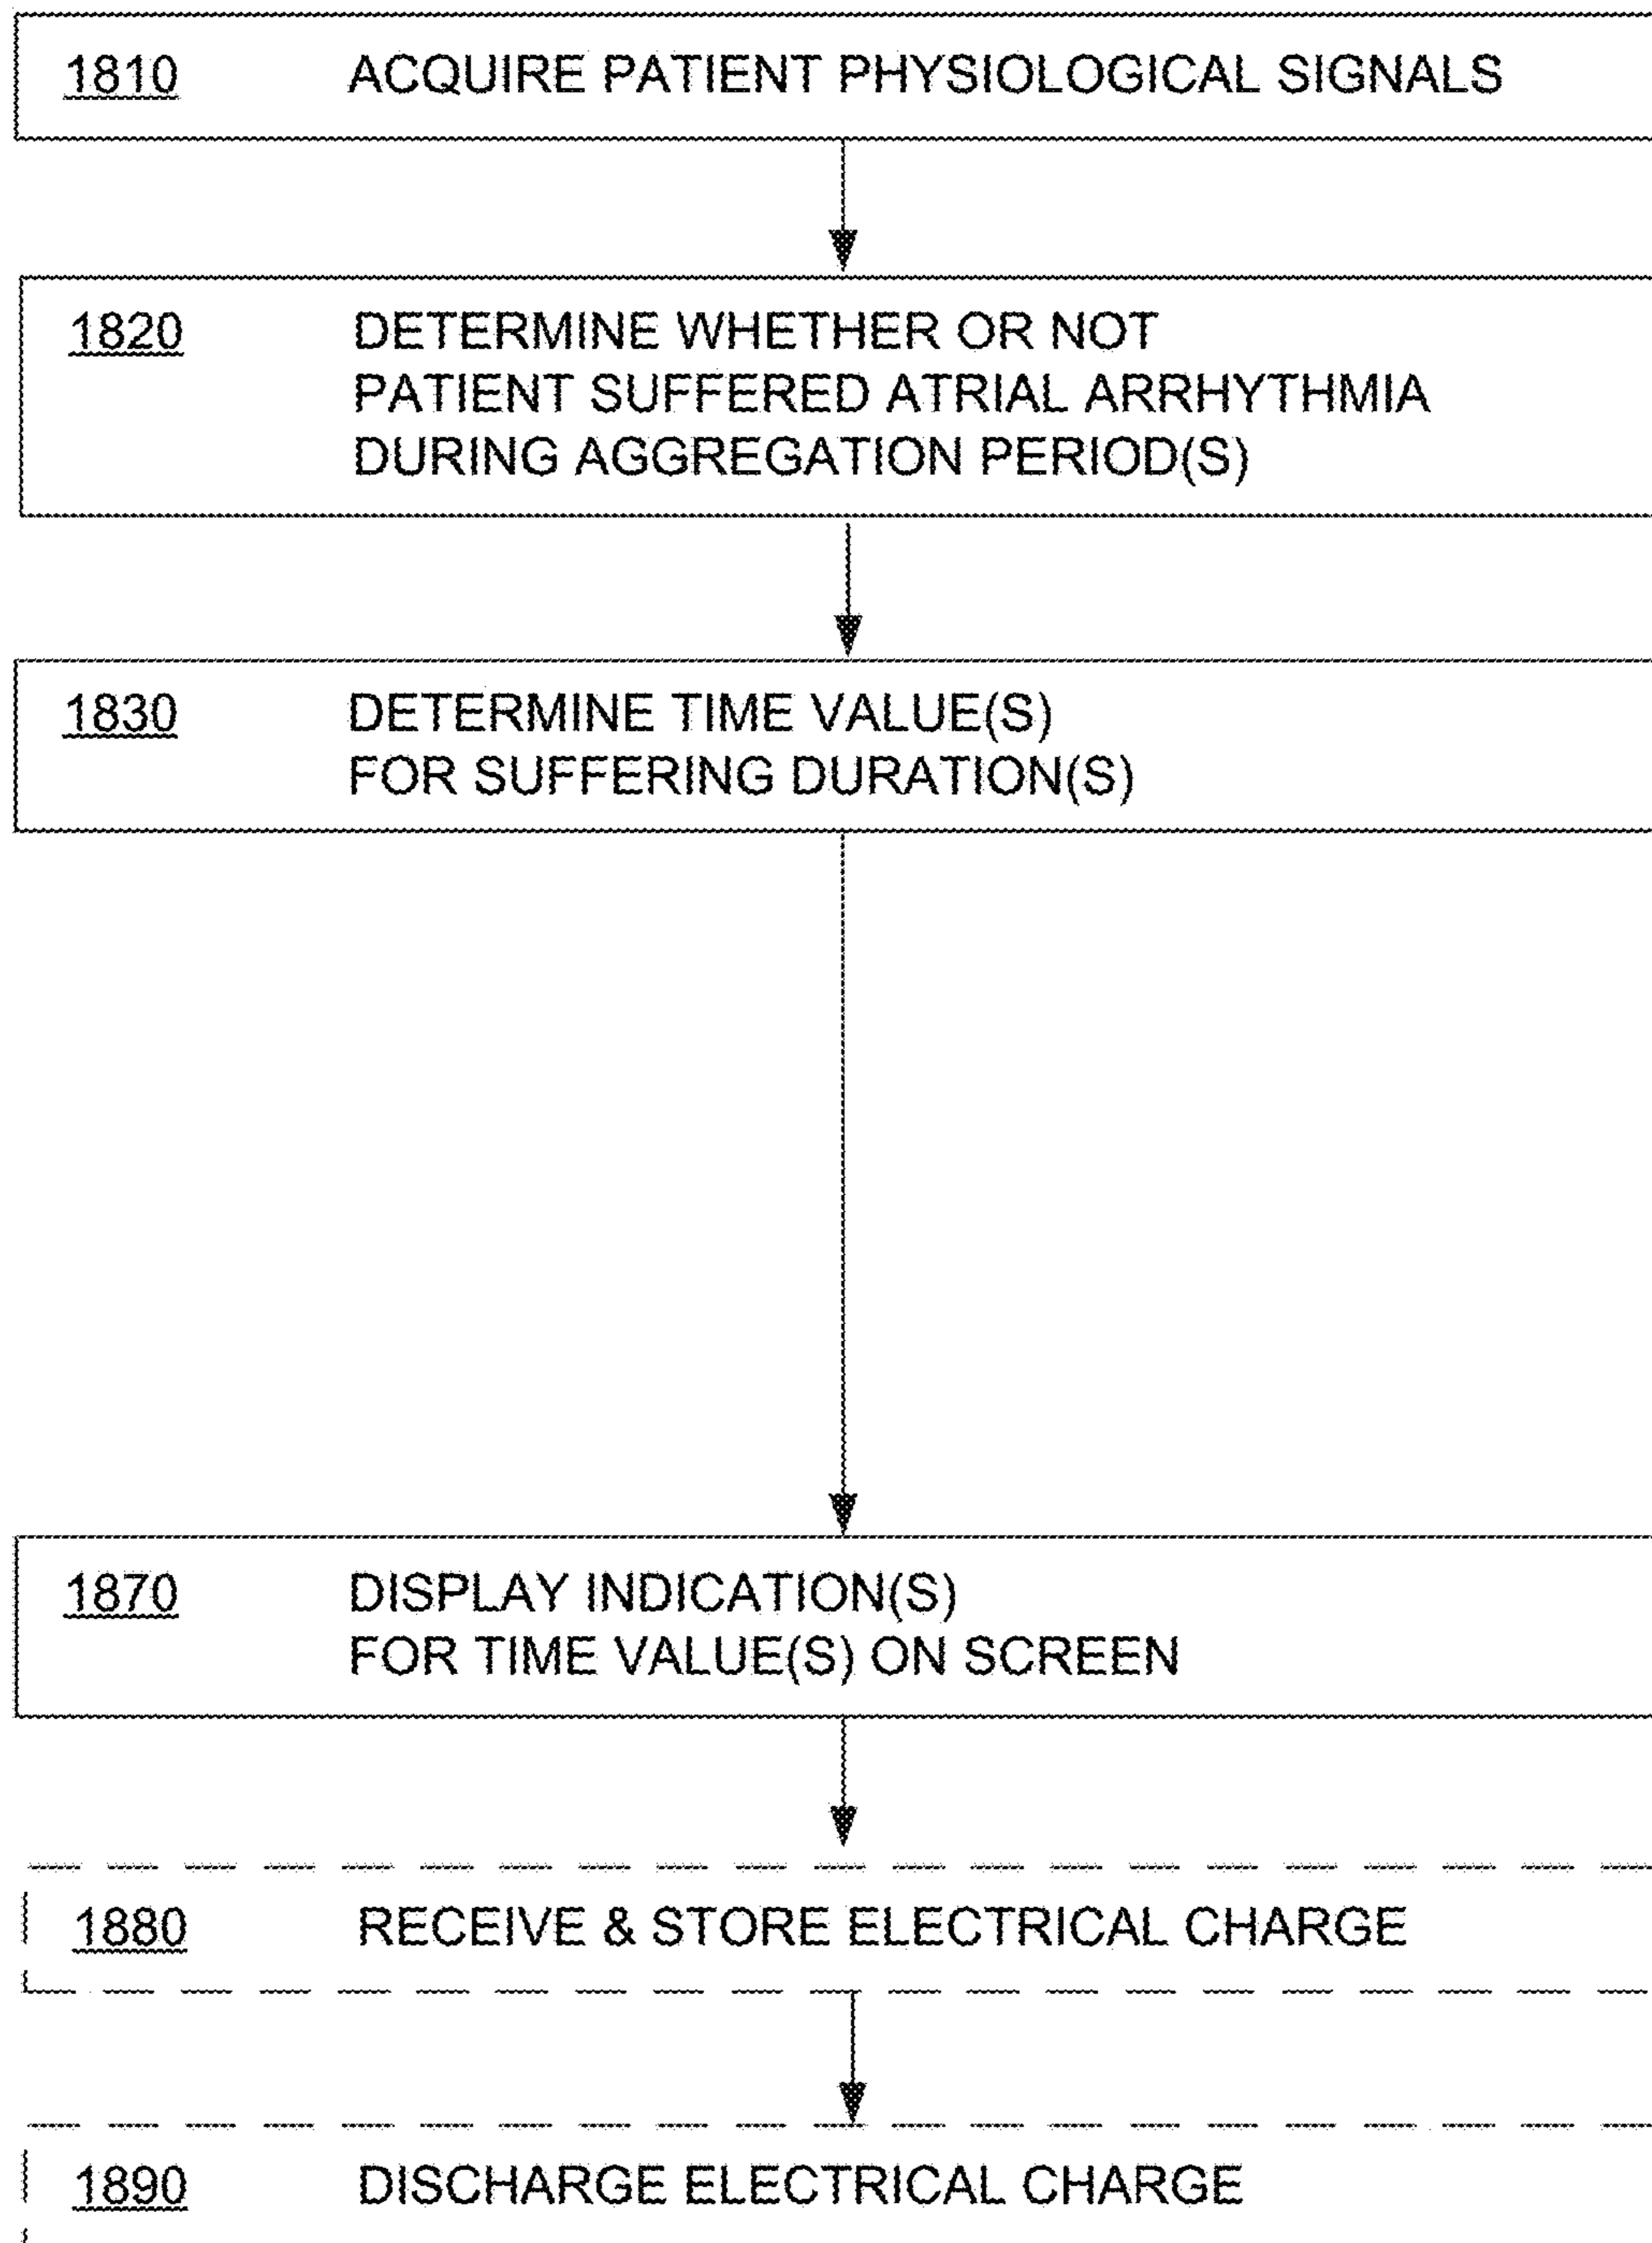 1810 ACQUIRE PATIENT PHYSIOLOGICAL SIGNALS
1820 DETERMINE WHETHER OR NOT
PATIENT SUFFERED ATRIAL ARRHYTHMIA
DURING AGGREGATION PERIOD(S)
1830 DETERMINE TIME VALUE(S)
FOR SUFFERING DURATION(S)
1870 DISPLAY INDICATION(S)
FOR TIME VALUE(S) ON SCREEN
1880 RECEIVE & STORE ELECTRICAL CHARGE
1890 DISCHARGE ELECTRICAL CHARGE